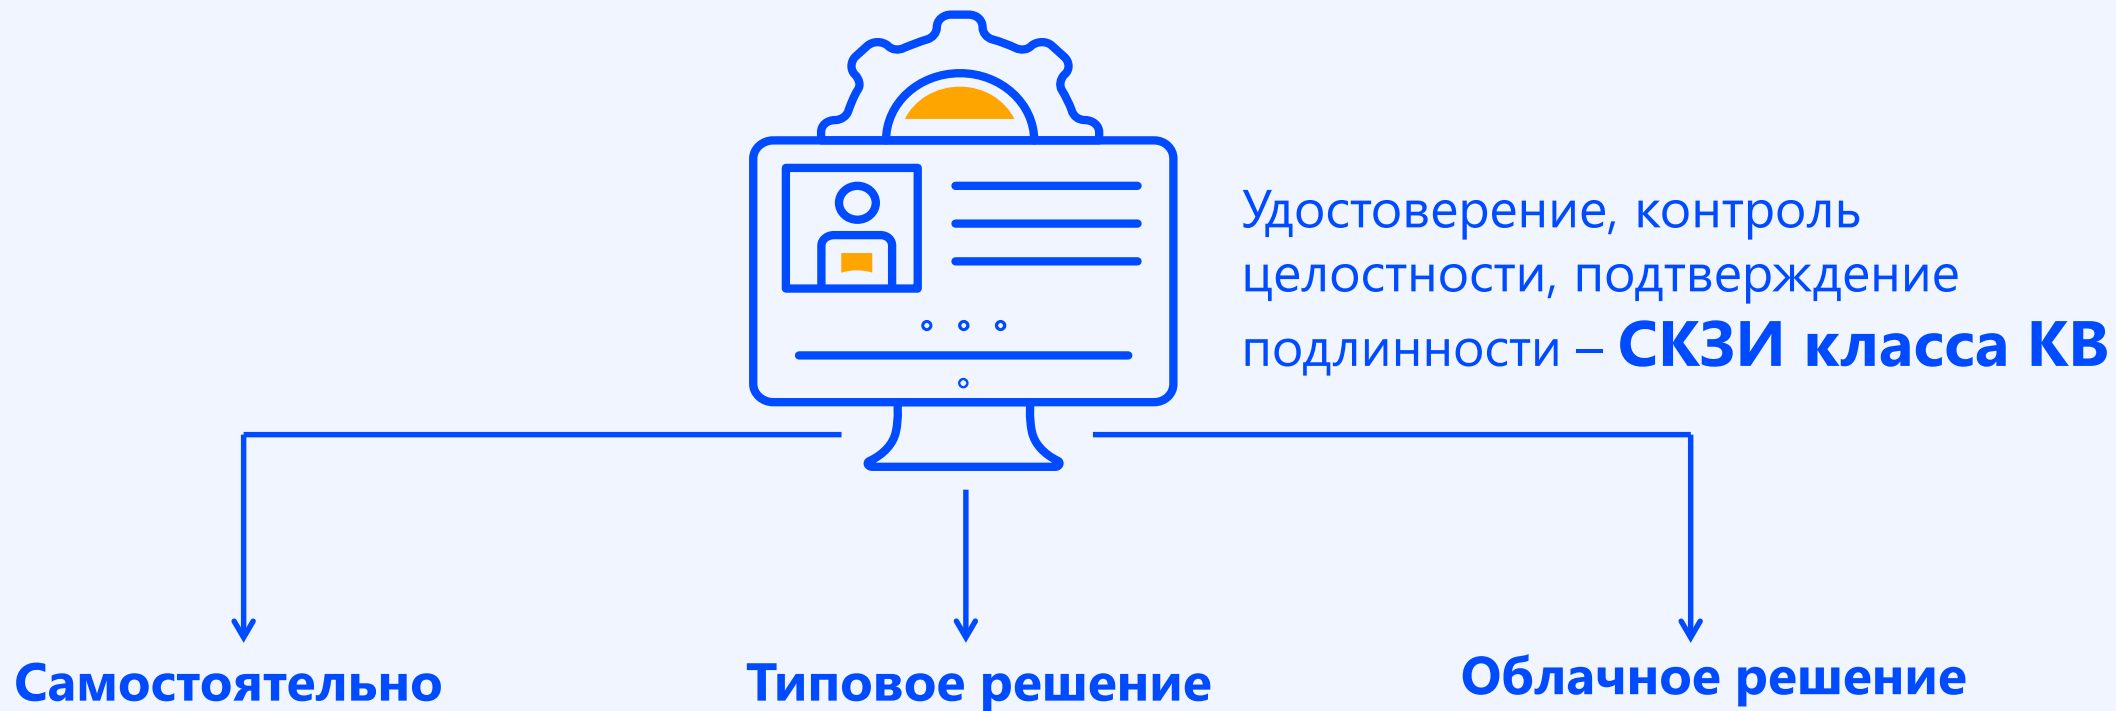 Удостоверение, контроль
целостности, подтверждение
подлинности – СКЗИ класса КВ
Самостоятельно
Типовое решение
Облачное решение